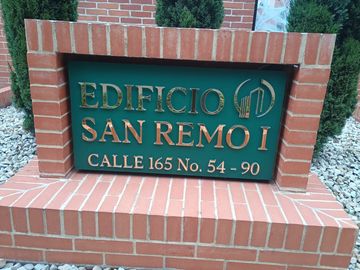 EDIFICIO
SAN REMO I
CALLE 165 No. 54 - 90